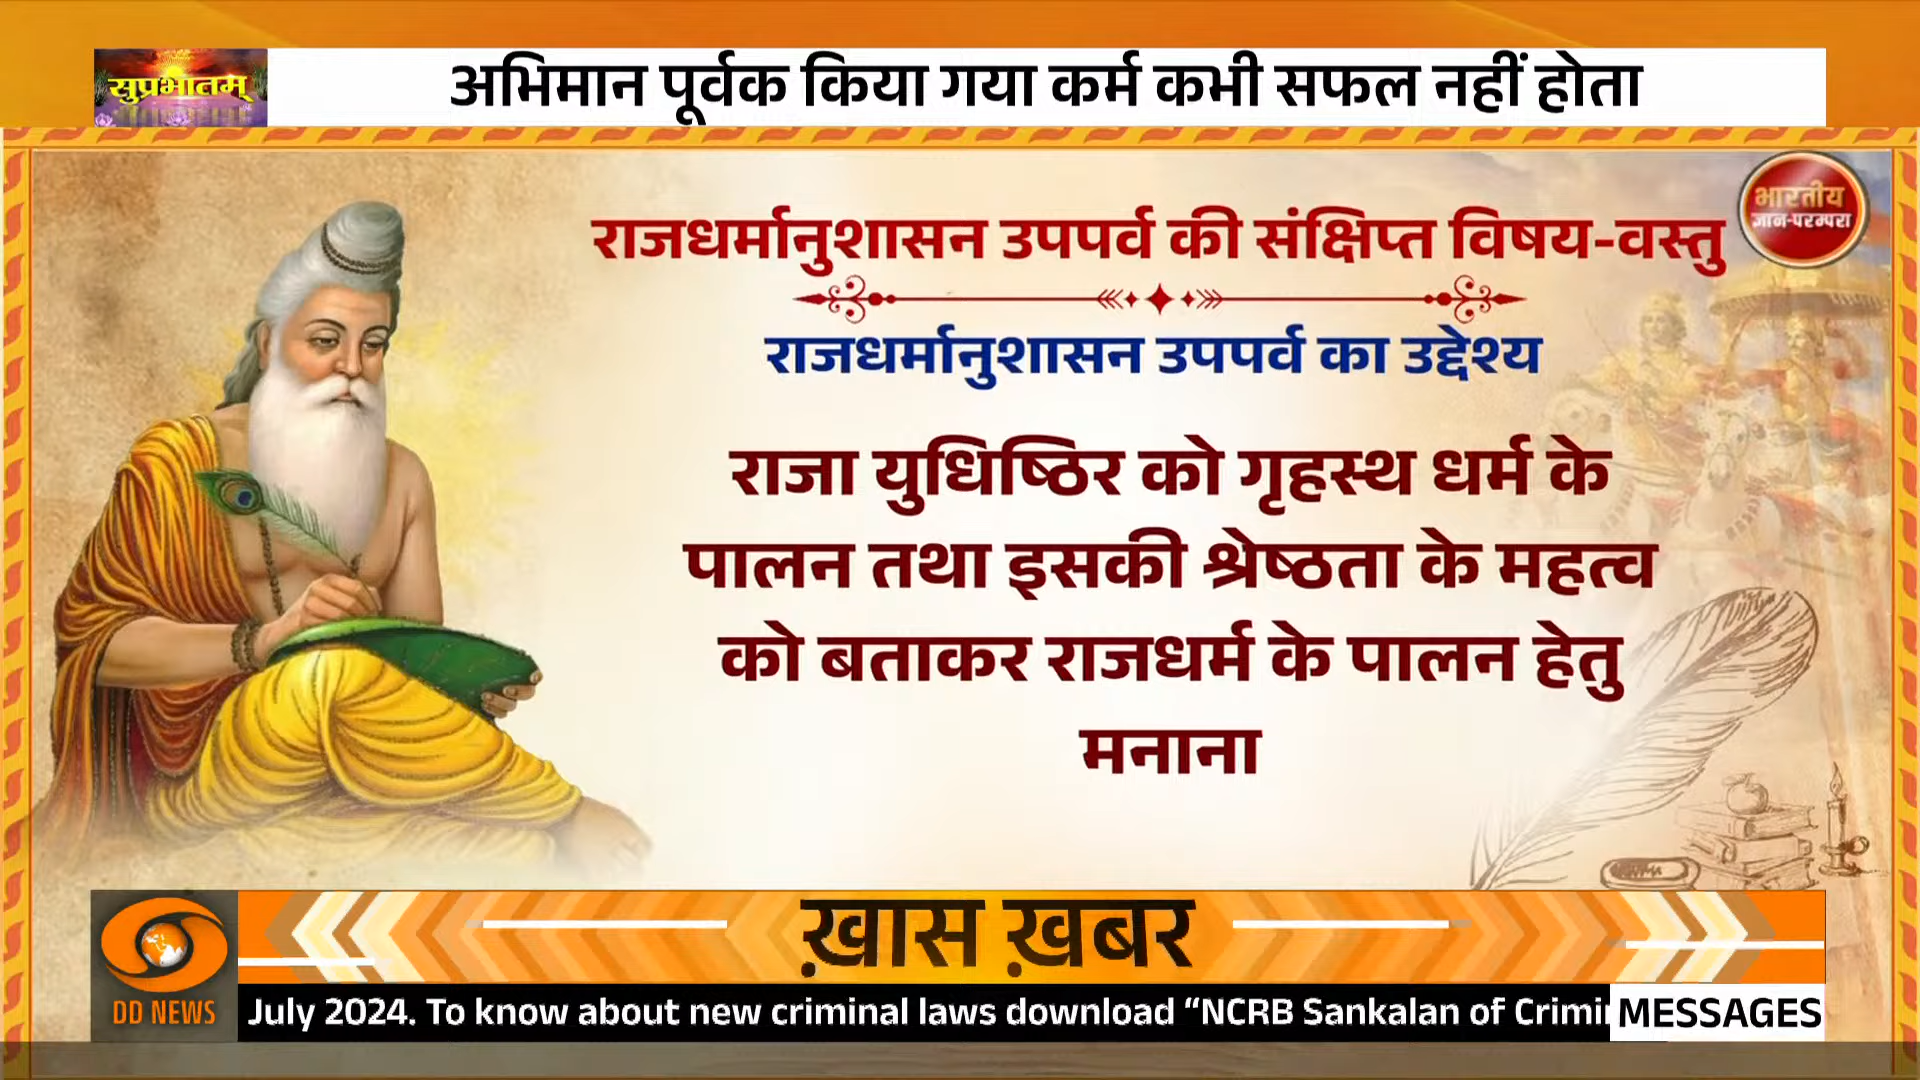 सुप्रभातम्
अभिमान पूर्वक किया गया कर्म कभी सफल नहीं होता
भारतीय
ज्ञान-परम्परा
राजधर्मानुशासन उपपर्व की संक्षिप्त विषय-वस्तु
राजधर्मानुशासन उपपर्व का उद्देश्य
राजा युधिष्ठिर को गृहस्थ धर्म के
पालन तथा इसकी श्रेष्ठता के महत्व
को बताकर राजधर्म के पालन हेतु
मनाना
ख़ास ख़बर
DD NEWS
July 2024. To know about new criminal laws download “NCRB Sankalan of Crimi
MESSAGES